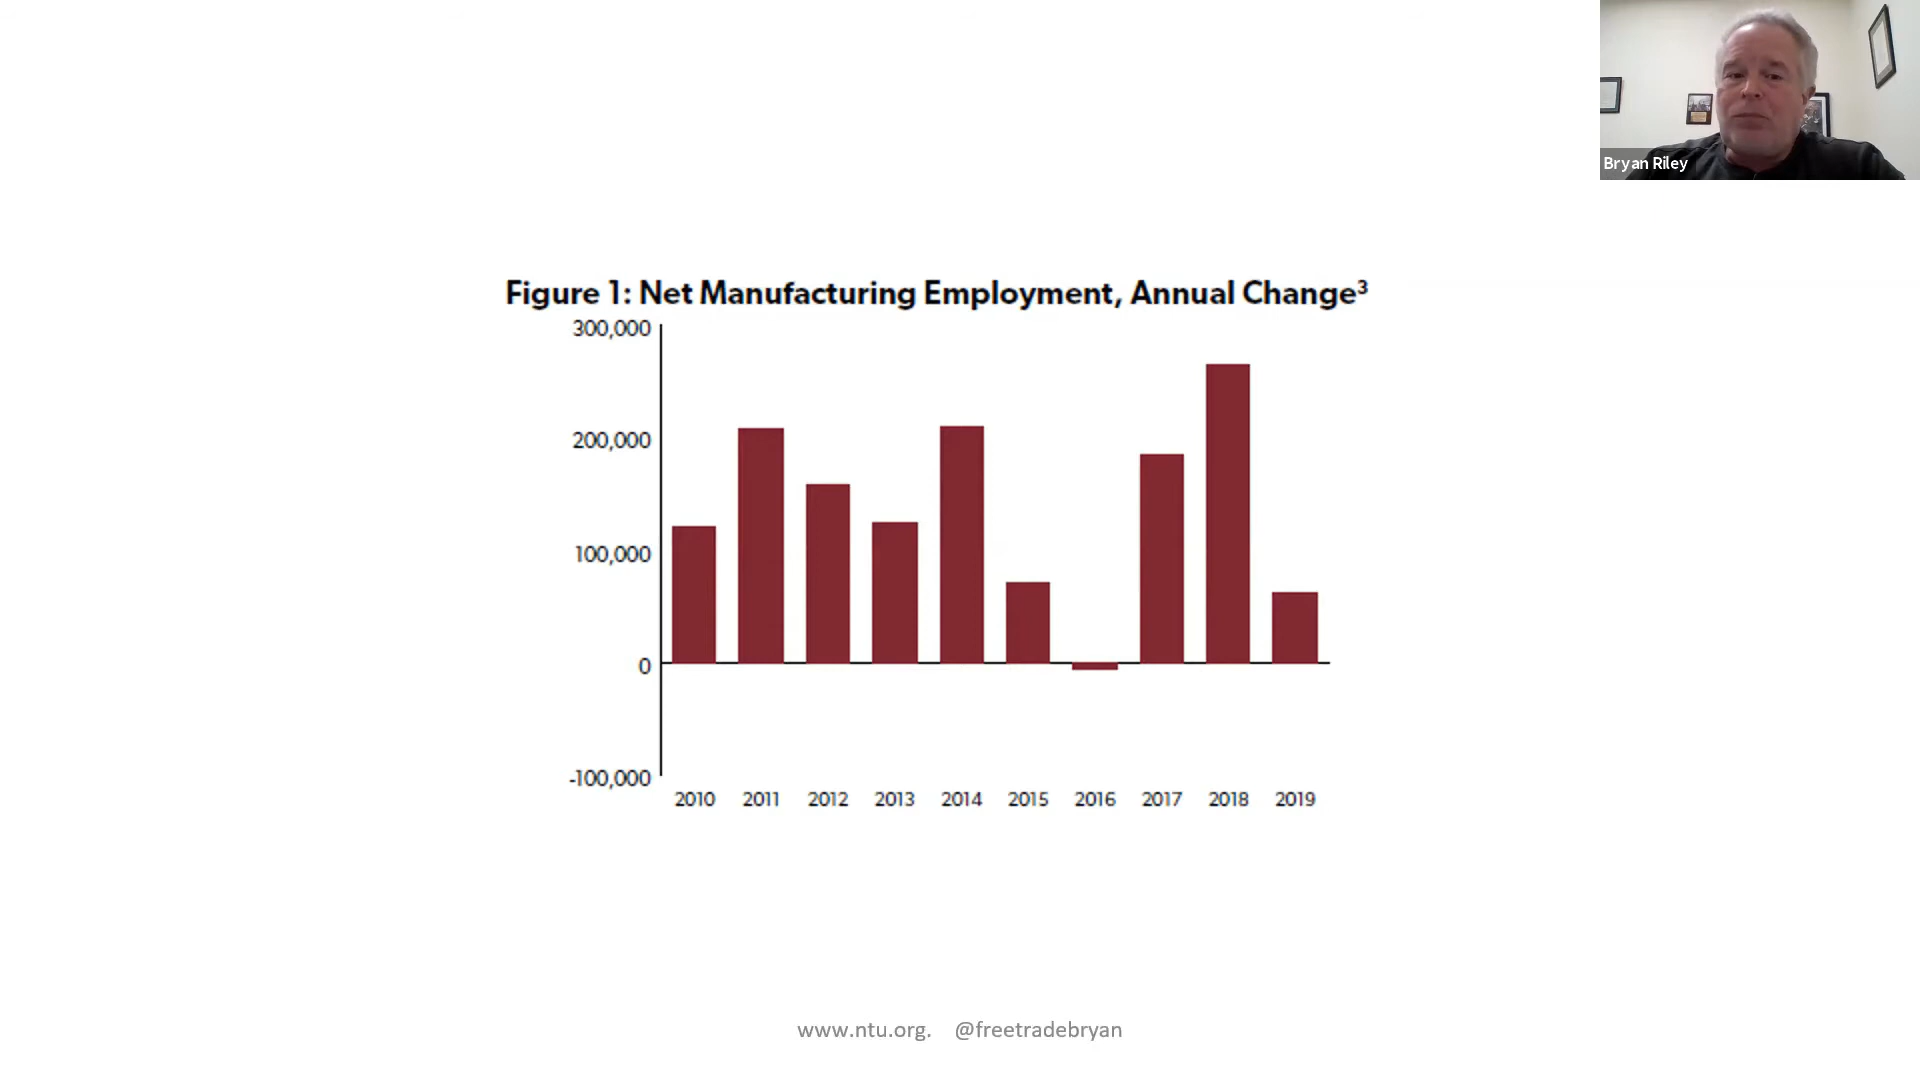 Bryan Riley
Figure 1: Net Manufacturing Employment, Annual Change³
300,000
200,000
100,000
0
-100,000
2010 2011 2012 2013 2014 2015 2016 2017 2018 2019
www.ntu.org. @freetradebryan